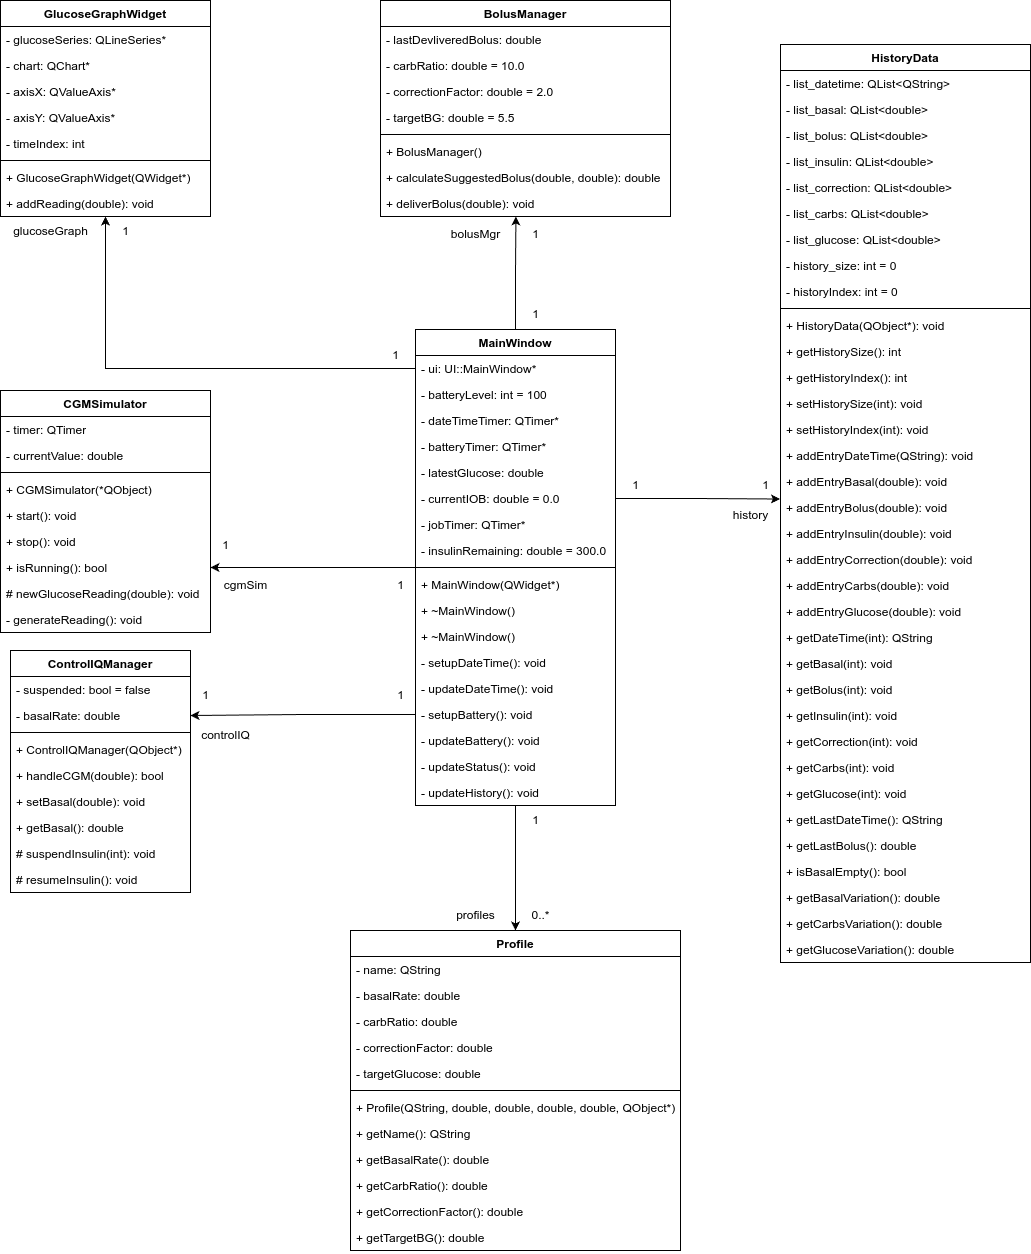 GlucoseGraphWidget
- glucoseSeries: QLineSeries*
- chart: QChart*
- axisX: QValueAxis*
- axisY: QValueAxis*
- timeIndex: int
+ GlucoseGraphWidget(QWidget*)
+ addReading(double): void
glucoseGraph
1
1
BolusManager
- lastDevliveredBolus: double
- carbRatio: double = 10.0
- correctionFactor: double = 2.0
- targetBG: double = 5.5
+ BolusManager()
+ calculateSuggestedBolus(double, double): double
+ deliverBolus(double): void
bolusMgr
1
1
HistoryData
- list_datetime: QList<QString>
- list_basal: QList<double>
- list_bolus: QList<double>
- list_insulin: QList<double>
- list_correction: QList<double>
- list_carbs: QList<double>
- list_glucose: QList<double>
- history_size: int = 0
- historyIndex: int = 0
+ HistoryData(QObject*): void
+ getHistorySize(): int
+ getHistoryIndex(): int
+ setHistorySize(int): void
+ setHistoryIndex(int): void
+ addEntryDateTime(QString): void
+ addEntryBasal(double): void
+ addEntryBolus(double): void
+ addEntryInsulin(double): void
+ addEntryCorrection(double): void
+ addEntryCarbs(double): void
+ addEntryGlucose(double): void
+ getDateTime(int): QString
+ getBasal(int): void
+ getBolus(int): void
+ getInsulin(int): void
+ getCorrection(int): void
+ getCarbs(int): void
+ getGlucose(int): void
+ getLastDateTime(): QString
+ getLastBolus(): double
+ isBasalEmpty(): bool
+ getBasalVariation(): double
+ getCarbsVariation(): double
+ getGlucoseVariation(): double
MainWindow
- ui: UI::MainWindow*
- batteryLevel: int = 100
- dateTimeTimer: QTimer*
- batteryTimer: QTimer*
- latestGlucose: double
- currentIOB: double = 0.0
- jobTimer: QTimer*
- insulinRemaining: double = 300.0
+ MainWindow(QWidget*)
+ ~MainWindow()
+ ~MainWindow()
- setupDateTime(): void
- updateDateTime(): void
- setupBattery(): void
- updateBattery(): void
- updateStatus(): void
- updateHistory(): void
1
1
history
CGMSimulator
- timer: QTimer
- currentValue: double
+ CGMSimulator(*QObject)
+ start(): void
+ stop(): void
+ isRunning(): bool
# newGlucoseReading(double): void
- generateReading(): void
1
cgmSim
1
ControlIQManager
- suspended: bool = false
- basalRate: double
+ ControlIQManager(QObject*)
+ handleCGM(double): bool
+ setBasal(double): void
+ getBasal(): double
# suspendInsulin(int): void
# resumeInsulin(): void
1
1
controlIQ
1
profiles
0..*
Profile
- name: QString
- basalRate: double
- carbRatio: double
- correctionFactor: double
- targetGlucose: double
+ Profile(QString, double, double, double, double, QObject*)
+ getName(): QString
+ getBasalRate(): double
+ getCarbRatio(): double
+ getCorrectionFactor(): double
+ getTargetBG(): double